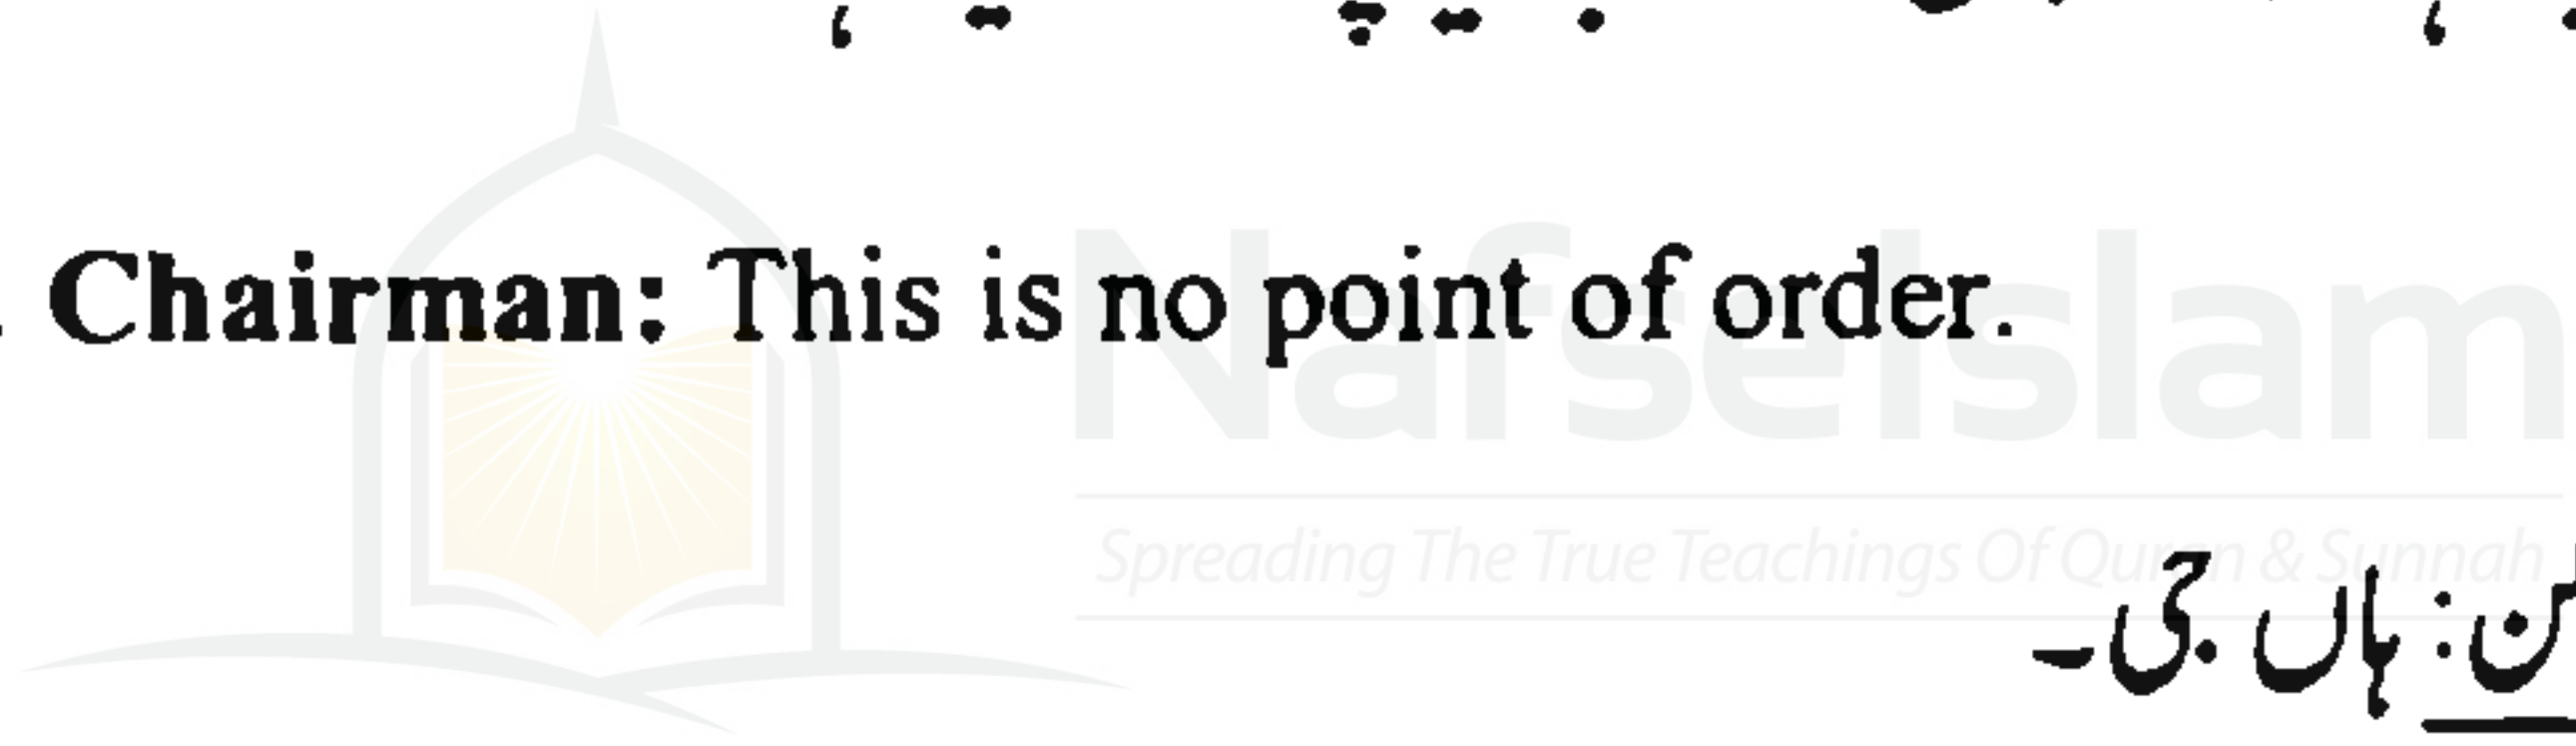 Chairman: This is no point of order.
NafseIslam
Spreading The True Teachings Of Quran & Sunnah
ہاں جی۔